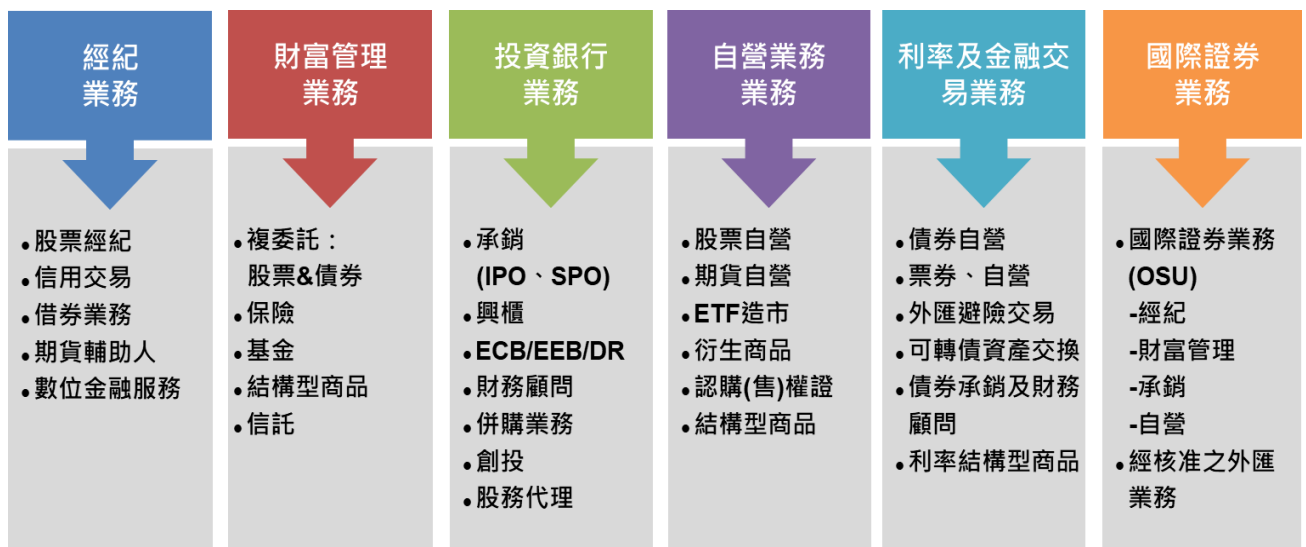 經紀
業務
•股票經紀
•信用交易
•借券業務
•期貨輔助人
•數位金融服務
財富管理
業務
•複委託：
股票&債券
•保險
•基金
•結構型商品
•信託
投資銀行
業務
•承銷
(IPO、SPO)
•興櫃
•ECB/EEB/DR
•財務顧問
•併購業務
•創投
•股務代理
自營業務
業務
•股票自營
•期貨自營
•ETF造市
•衍生商品
•認購(售)權證
•結構型商品
利率及金融交
易業務
•債券自營
•票券、自營
•外匯避險交易
•可轉債資產交換
•債券承銷及財務
顧問
•利率結構型商品
國際證券
業務
•國際證券業務
(OSU)
-經紀
-財富管理
-承銷
-自營
•經核准之外匯
業務